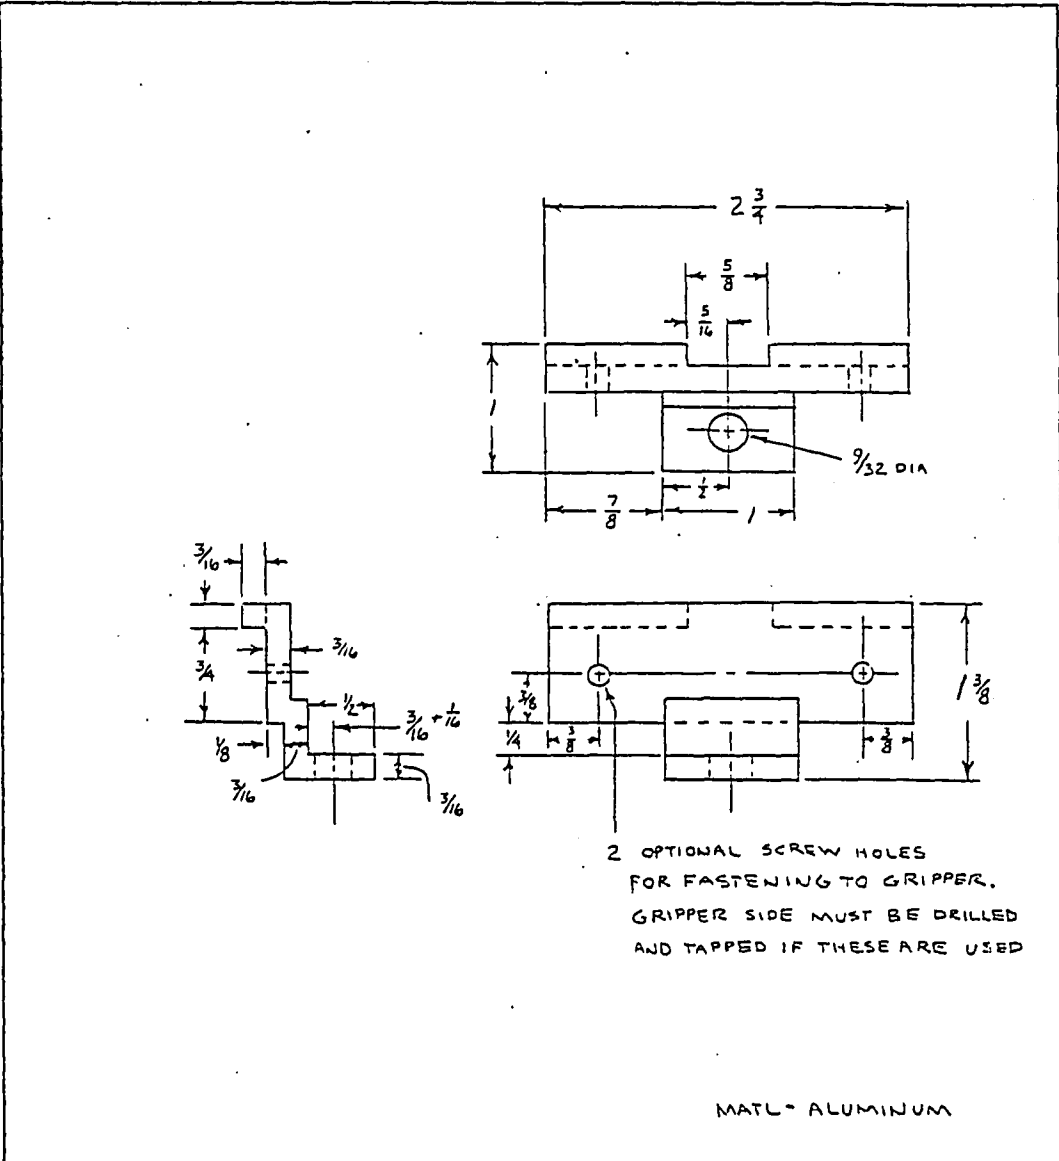 2 3/4
5/8
5/16
1
9/32 DIA
1/2
7/8
1
3/16
3/4
3/16
1/2
3/16 + 1/16
1/8
3/16
3/16
3/8
1/4
3/8
3/8
1 3/8
2 OPTIONAL SCREW HOLES
FOR FASTENING TO GRIPPER.
GRIPPER SIDE MUST BE DRILLED
AND TAPPED IF THESE ARE USED
MATL- ALUMINUM